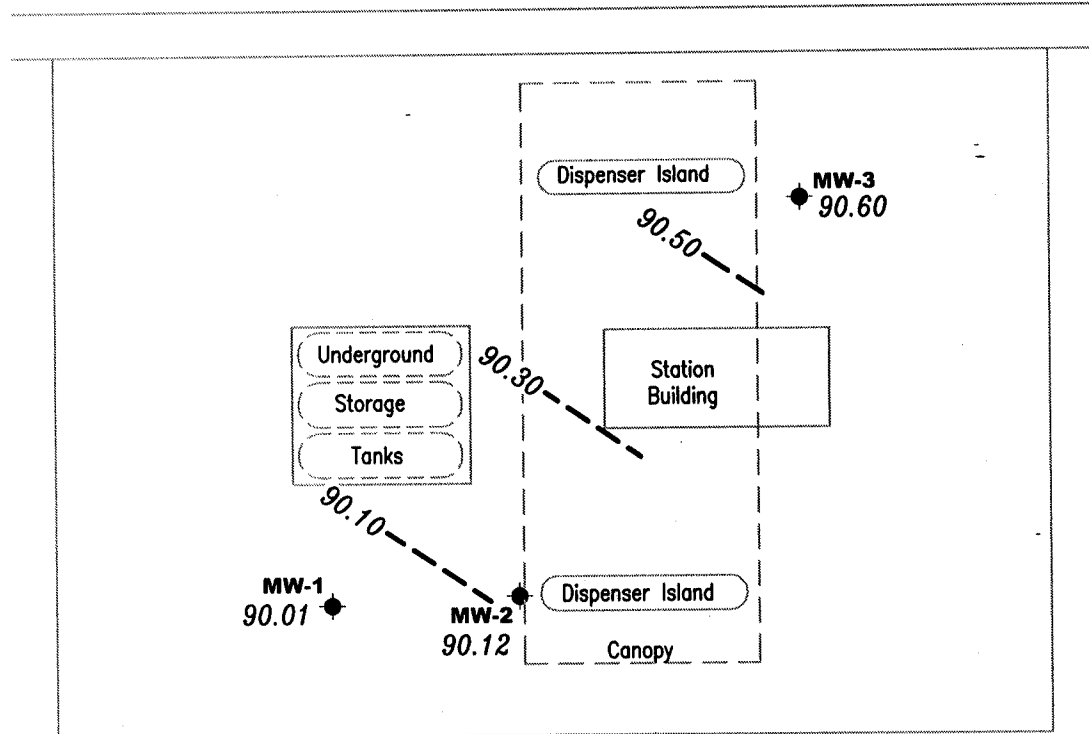 Dispenser Island
MW-3
90.60
90.50
Underground
Storage
Tanks
90.30
Station
Building
90.10
MW-1
90.01
MW-2
90.12
Dispenser Island
Canopy